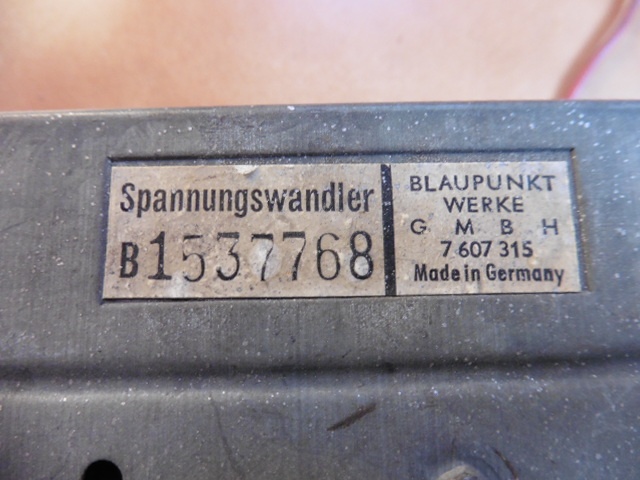 Spannungswandler
B1537768
BLAUPUNKT
WERKE
G M B H
7 607 315
Made in Germany